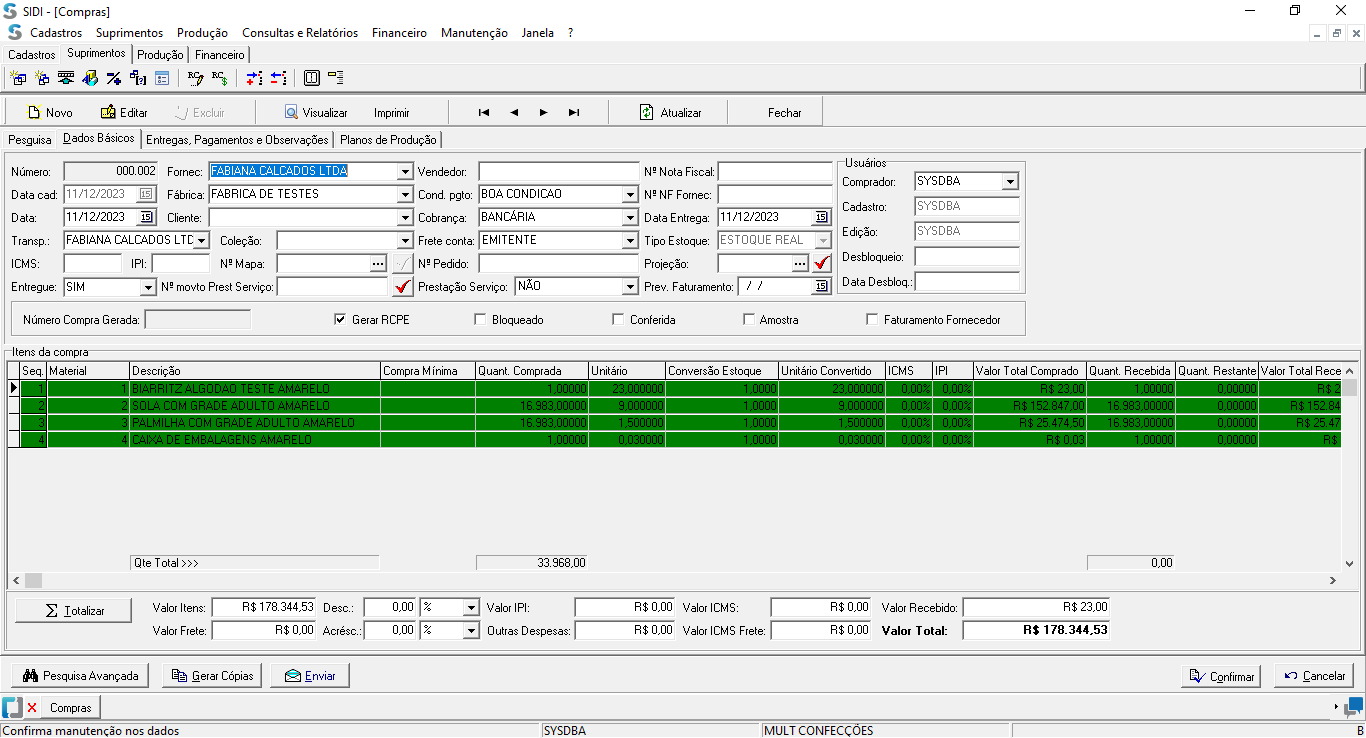 SIDI - [Compras]
Cadastros Suprimentos Produção Consultas e Relatórios Financeiro Manutenção Janela ?
Cadastros Suprimentos Produção Financeiro
Novo Editar Excluir Visualizar Imprimir Atualizar Fechar
Pesquisa Dados Básicos Entregas, Pagamentos e Observações Planos de Produção
Número: 000.002 Fornec: FABIANA CALCADOS LTDA Vendedor: Nº Nota Fiscal: Usuários
Comprador: SYSDBA
Data cad: 11/12/2023 15 Fábrica: FABRICA DE TESTES Cond. pgto: BOA CONDICAO Nº NF Fornec:
Cadastro: SYSDBA
Data: 11/12/2023 15 Cliente: Cobrança: BANCÁRIA Data Entrega: 11/12/2023 15
Edição: SYSDBA
Transp.: FABIANA CALCADOS LTC Coleção: Frete conta: EMITENTE Tipo Estoque: ESTOQUE REAL
Desbloqueio:
ICMS: IPI: Nº Mapa: ... Nº Pedido: Projeção: ...
Data Desbloq.:
Entregue: SIM Nº movto Prest Serviço: Prestação Serviço: NÃO Prev. Faturamento: / / 15
Número Compra Gerada: Gerar RCPE Bloqueado Conferida Amostra Faturamento Fornecedor
Itens da compra
Seq. Material Descrição Compra Mínima Quant. Comprada Unitário Conversão Estoque Unitário Convertido ICMS IPI Valor Total Comprado Quant. Recebida Quant. Restante Valor Total Rece
1 1 BIARRITZ ALGODAO TESTE AMARELO 1,00000 23,000000 1,0000 23,000000 0,00% 0,00% R$ 23,00 1,00000 0,00000 R$ 2
2 2 SOLA COM GRADE ADULTO AMARELO 16.983,00000 9,000000 1,0000 9,000000 0,00% 0,00% R$ 152.847,00 16.983,00000 0,00000 R$ 152.84
3 3 PALMILHA COM GRADE ADULTO AMARELO 16.983,00000 1,500000 1,0000 1,500000 0,00% 0,00% R$ 25.474,50 16.983,00000 0,00000 R$ 25.47
4 4 CAIXA DE EMBALAGENS AMARELO 1,00000 0,030000 1,0000 0,030000 0,00% 0,00% R$ 0,03 1,00000 0,00000 R$
Qte Total >>> 33.968,00 0,00
Σ Totalizar Valor Itens: R$ 178.344,53 Desc.: 0,00 % Valor IPI: R$ 0,00 Valor ICMS: R$ 0,00 Valor Recebido: R$ 23,00
Valor Frete: R$ 0,00 Acrésc.: 0,00 % Outras Despesas: R$ 0,00 Valor ICMS Frete: R$ 0,00 Valor Total: R$ 178.344,53
Pesquisa Avançada Gerar Cópias Enviar Confirmar Cancelar
Compras
Confirma manutenção nos dados SYSDBA MULT CONFECÇÕES B